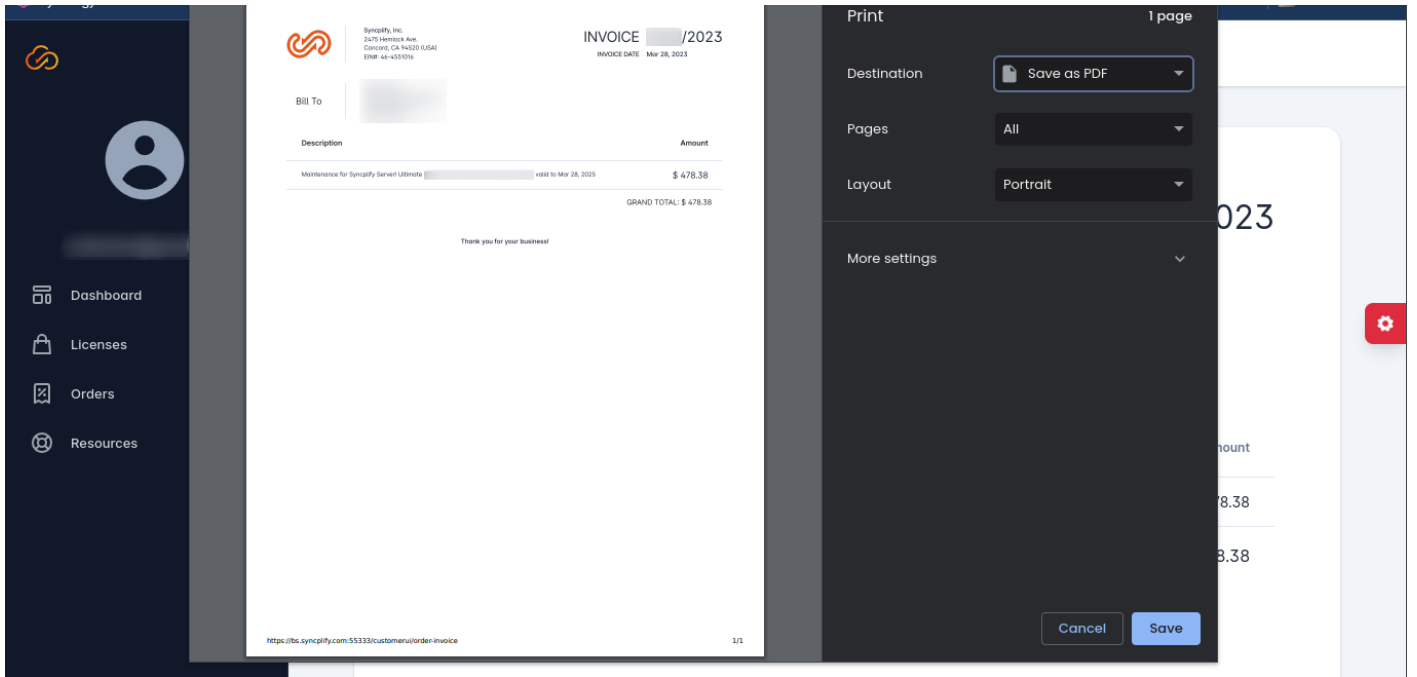 Dashboard
Licenses
Orders
Resources
Syncplify, Inc.
2475 Hemlock Ave.
Concord, CA 94520 (USA)
EIN#: 46-4551016
INVOICE /2023
INVOICE DATE Mar 28, 2023
Bill To
Description Amount
Maintenance for Syncplify Server! Ultimate valid to Mar 28, 2025 $ 478.38
GRAND TOTAL: $ 478.38
Thank you for your business!
https://bs.syncplify.com:55333/customerui/order-invoice 1/1
Print 1 page
Destination Save as PDF
Pages All
Layout Portrait
More settings
Cancel Save
023
8.38
8.38